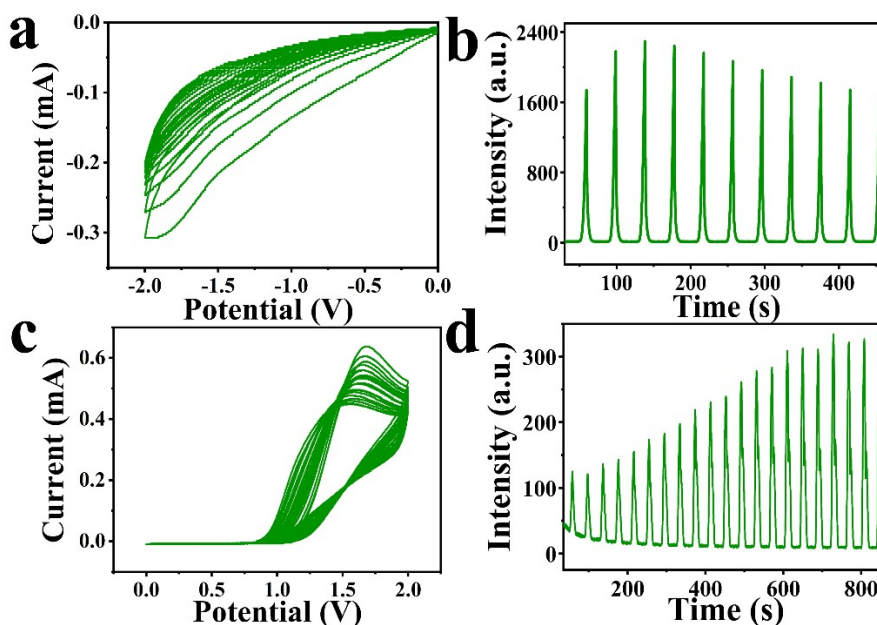 a
0.0
-0.1
-0.2
-0.3
Current (mA)
-2.0 -1.5 -1.0 -0.5 0.0
Potential (V)
b
2400
1600
800
0
Intensity (a.u.)
100 200 300 400
Time (s)
c
0.6
0.4
0.2
0.0
Current (mA)
0.0 0.5 1.0 1.5 2.0
Potential (V)
d
300
200
100
0
Intensity (a.u.)
200 400 600 800
Time (s)